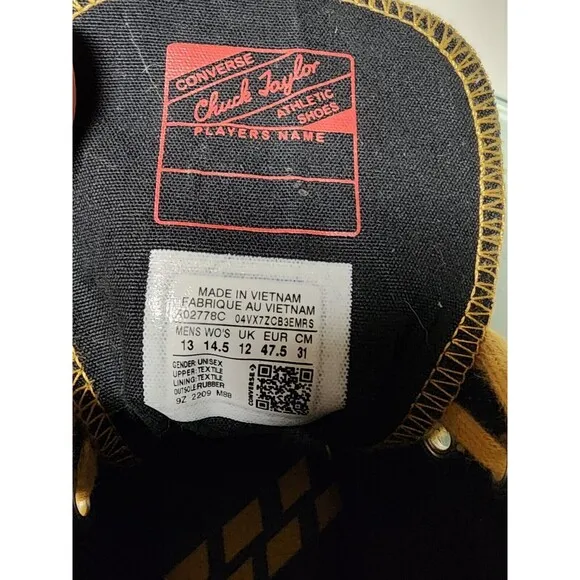 CONVERSE
Chuck Taylor
ATHLETIC
SHOES
PLAYERS NAME
MADE IN VIETNAM
FABRIQUE AU VIETNAM
A02778C 04VX7ZCB3EMRS
MENS WO'S UK EUR CM
13 14.5 12 47.5 31
GENDER: UNISEX
UPPER: TEXTILE
LINING: TEXTILE
OUTSOLE: RUBBER
9Z 2209 M88
CONVERSE